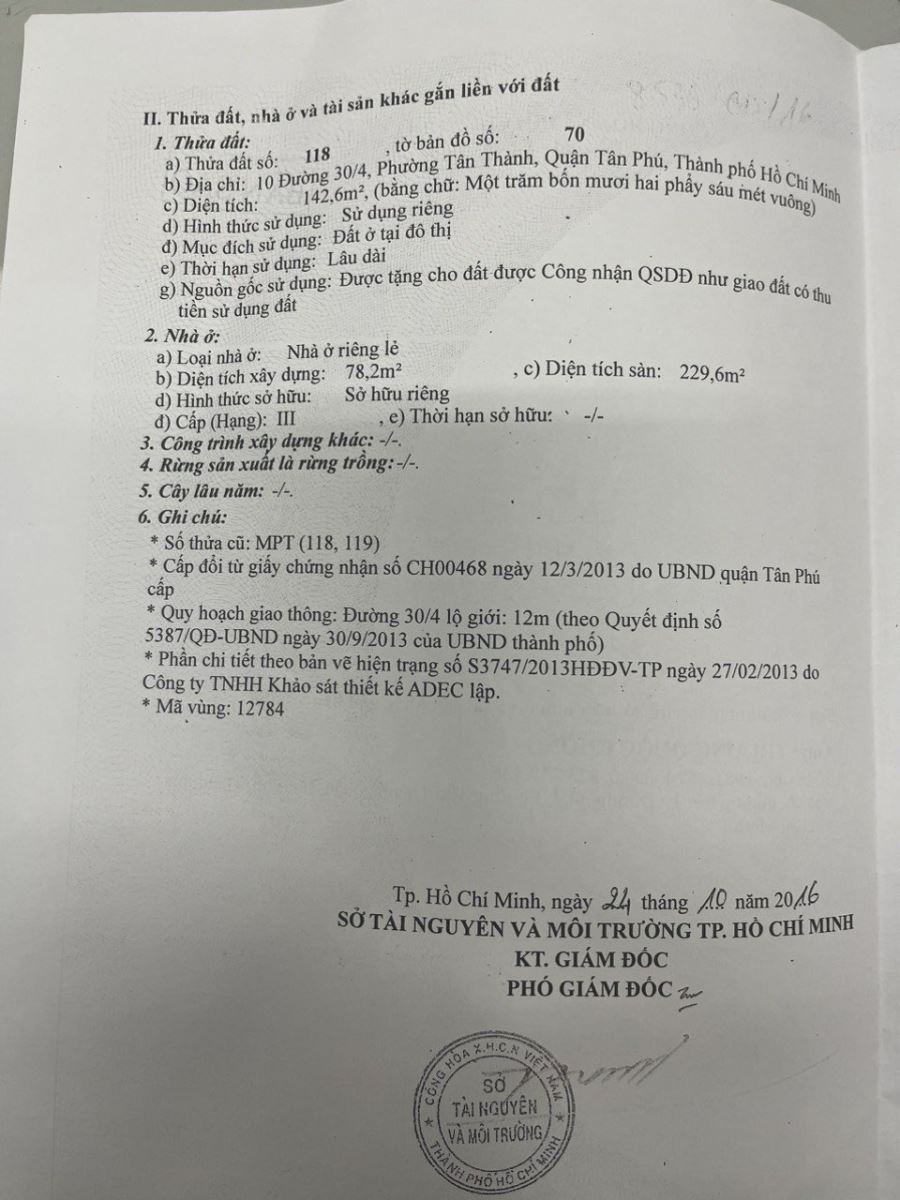 II. Thửa đất, nhà ở và tài sản khác gắn liền với đất
1. Thửa đất:
a) Thửa đất số: 118 , tờ bản đồ số: 70
b) Địa chỉ: 10 Đường 30/4, Phường Tân Thành, Quận Tân Phú, Thành phố Hồ Chí Minh
c) Diện tích: 142,6m², (bằng chữ: Một trăm bốn mươi hai phẩy sáu mét vuông)
d) Hình thức sử dụng: Sử dụng riêng
đ) Mục đích sử dụng: Đất ở tại đô thị
e) Thời hạn sử dụng: Lâu dài
g) Nguồn gốc sử dụng: Được tặng cho đất được Công nhận QSDĐ như giao đất có thu
tiền sử dụng đất
2. Nhà ở:
a) Loại nhà ở: Nhà ở riêng lẻ
b) Diện tích xây dựng: 78,2m² , c) Diện tích sàn: 229,6m²
d) Hình thức sở hữu: Sở hữu riêng
đ) Cấp (Hạng): III , e) Thời hạn sở hữu: -/-
3. Công trình xây dựng khác: -/-.
4. Rừng sản xuất là rừng trồng: -/-.
5. Cây lâu năm: -/-.
6. Ghi chú:
* Số thửa cũ: MPT (118, 119)
* Cấp đổi từ giấy chứng nhận số CH00468 ngày 12/3/2013 do UBND quận Tân Phú
cấp
* Quy hoạch giao thông: Đường 30/4 lộ giới: 12m (theo Quyết định số
5387/QĐ-UBND ngày 30/9/2013 của UBND thành phố)
* Phần chi tiết theo bản vẽ hiện trạng số S3747/2013HĐĐV-TP ngày 27/02/2013 do
Công ty TNHH Khảo sát thiết kế ADEC lập.
* Mã vùng: 12784
Tp. Hồ Chí Minh, ngày 24 tháng 10 năm 2016
SỞ TÀI NGUYÊN VÀ MÔI TRƯỜNG TP. HỒ CHÍ MINH
KT. GIÁM ĐỐC
PHÓ GIÁM ĐỐC
CỘNG HÒA X.H.C.N VIỆT NAM
SỞ
TÀI NGUYÊN
VÀ MÔI TRƯỜNG
THÀNH PHỐ HỒ CHÍ MINH